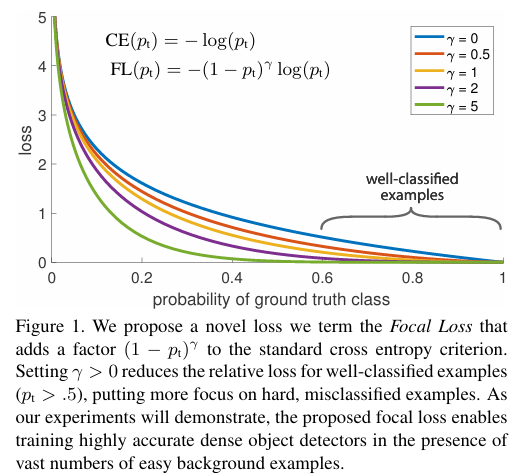 5
CE(pt) = − log(pt)
FL(pt) = −(1 − pt)^γ log(pt)
γ = 0
γ = 0.5
γ = 1
γ = 2
γ = 5
4
3
2
1
0
loss
well-classified
examples
0 0.2 0.4 0.6 0.8 1
probability of ground truth class
Figure 1. We propose a novel loss we term the Focal Loss that
adds a factor (1 − pt)^γ to the standard cross entropy criterion.
Setting γ > 0 reduces the relative loss for well-classified examples
(pt > .5), putting more focus on hard, misclassified examples. As
our experiments will demonstrate, the proposed focal loss enables
training highly accurate dense object detectors in the presence of
vast numbers of easy background examples.